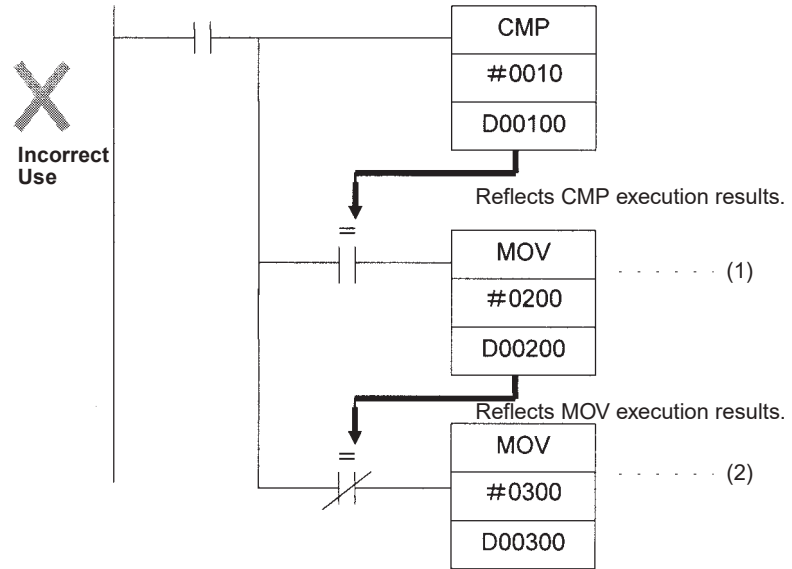 CMP
#0010
D00100
Incorrect
Use
Reflects CMP execution results.
=
MOV
(1)
#0200
D00200
Reflects MOV execution results.
=
MOV
(2)
#0300
D00300